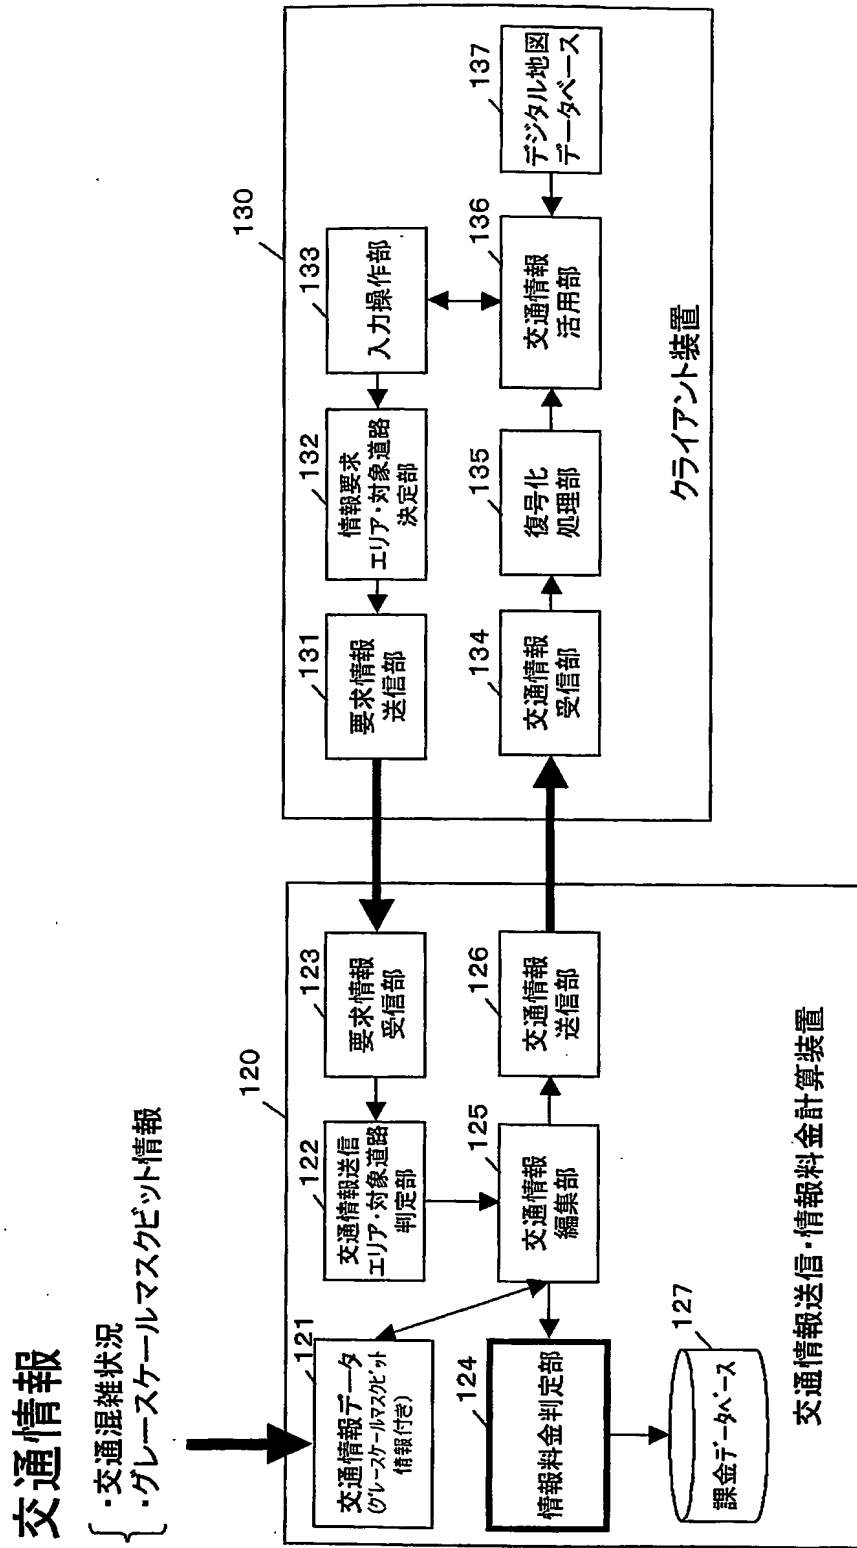 交通情報
・交通混雑状況
・グレースケールマスクビット情報
120
121
交通情報データ
(グレースケールマスクビット
情報付き)
122
交通情報送信
エリア・対象道路
判定部
123
要求情報
受信部
124
情報料金判定部
125
交通情報
編集部
126
交通情報
送信部
127
課金データベース
交通情報送信・情報料金計算装置
130
131
要求情報
送信部
132
情報要求
エリア・対象道路
決定部
133
入力操作部
134
交通情報
受信部
135
復号化
処理部
136
交通情報
活用部
137
デジタル地図
データベース
クライアント装置